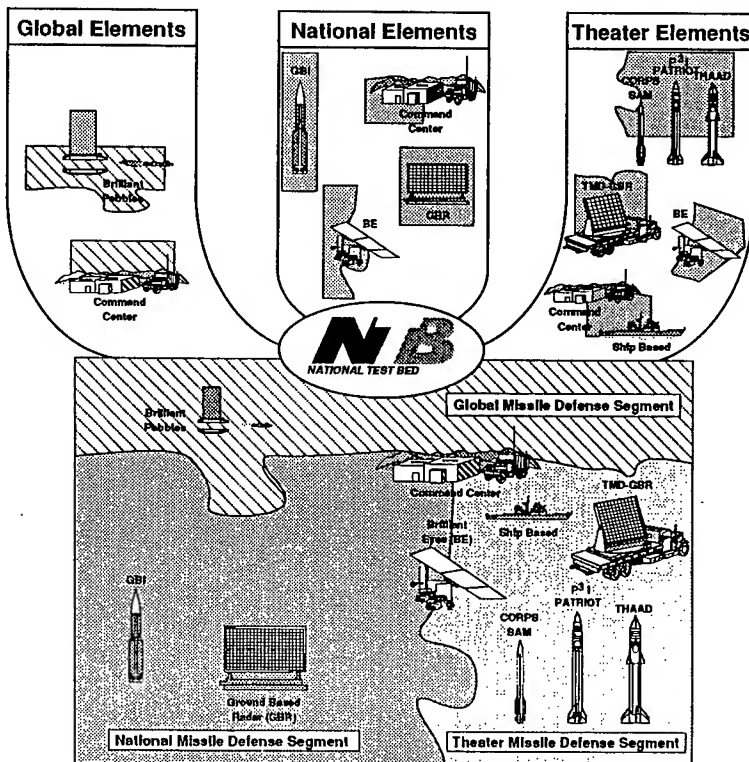 Global Elements
Brilliant
Pebbles
Command
Center
National Elements
GBI
Command
Center
GBR
BE
Theater Elements
P3I
PATRIOT
CORPS
SAM
THAAD
TMD-GBR
BE
Command
Center
Ship Based
NTB
NATIONAL TEST BED
Brilliant
Pebbles
Global Missile Defense Segment
Command Center
TMD-GBR
Ship Based
Brilliant
Eyes (BE)
GBI
P3I
PATRIOT
CORPS
SAM
THAAD
Ground Based
Radar (GBR)
National Missile Defense Segment
Theater Missile Defense Segment